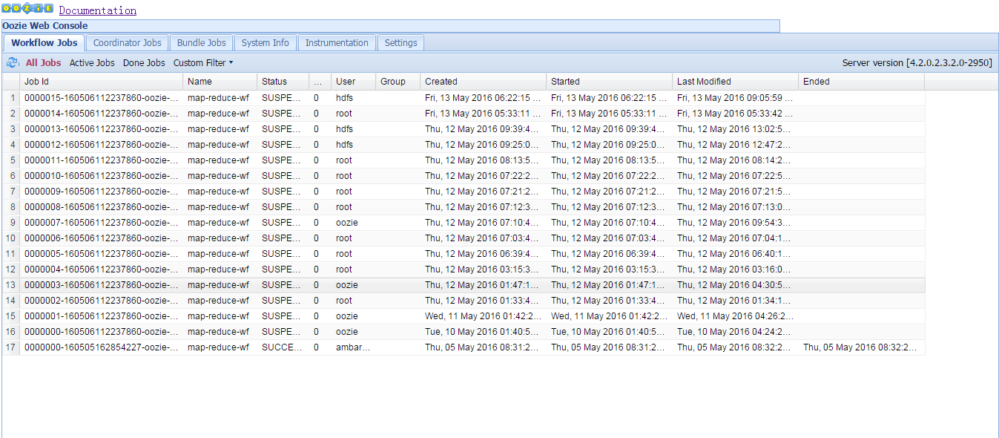 OOZIE Documentation
Oozie Web Console
Workflow Jobs Coordinator Jobs Bundle Jobs System Info Instrumentation Settings
All Jobs Active Jobs Done Jobs Custom Filter Server version [4.2.0.2.3.2.0-2950]
Job Id Name Status ... User Group Created Started Last Modified Ended
1 0000015-160506112237860-oozie-... map-reduce-wf SUSPE... 0 hdfs Fri, 13 May 2016 06:22:15 ... Fri, 13 May 2016 06:22:15 ... Fri, 13 May 2016 09:05:59 ...
2 0000014-160506112237860-oozie-... map-reduce-wf SUSPE... 0 root Fri, 13 May 2016 05:33:11 ... Fri, 13 May 2016 05:33:11 ... Fri, 13 May 2016 05:33:42 ...
3 0000013-160506112237860-oozie-... map-reduce-wf SUSPE... 0 hdfs Thu, 12 May 2016 09:39:4... Thu, 12 May 2016 09:39:4... Thu, 12 May 2016 13:02:5...
4 0000012-160506112237860-oozie-... map-reduce-wf SUSPE... 0 hdfs Thu, 12 May 2016 09:25:0... Thu, 12 May 2016 09:25:0... Thu, 12 May 2016 12:47:2...
5 0000011-160506112237860-oozie-... map-reduce-wf SUSPE... 0 root Thu, 12 May 2016 08:13:5... Thu, 12 May 2016 08:13:5... Thu, 12 May 2016 08:14:2...
6 0000010-160506112237860-oozie-... map-reduce-wf SUSPE... 0 root Thu, 12 May 2016 07:22:2... Thu, 12 May 2016 07:22:2... Thu, 12 May 2016 07:22:5...
7 0000009-160506112237860-oozie-... map-reduce-wf SUSPE... 0 root Thu, 12 May 2016 07:21:2... Thu, 12 May 2016 07:21:2... Thu, 12 May 2016 07:21:5...
8 0000008-160506112237860-oozie-... map-reduce-wf SUSPE... 0 root Thu, 12 May 2016 07:12:3... Thu, 12 May 2016 07:12:3... Thu, 12 May 2016 07:13:0...
9 0000007-160506112237860-oozie-... map-reduce-wf SUSPE... 0 oozie Thu, 12 May 2016 07:10:4... Thu, 12 May 2016 07:10:4... Thu, 12 May 2016 09:54:3...
10 0000006-160506112237860-oozie-... map-reduce-wf SUSPE... 0 root Thu, 12 May 2016 07:03:4... Thu, 12 May 2016 07:03:4... Thu, 12 May 2016 07:04:1...
11 0000005-160506112237860-oozie-... map-reduce-wf SUSPE... 0 root Thu, 12 May 2016 06:39:4... Thu, 12 May 2016 06:39:4... Thu, 12 May 2016 06:40:1...
12 0000004-160506112237860-oozie-... map-reduce-wf SUSPE... 0 root Thu, 12 May 2016 03:15:3... Thu, 12 May 2016 03:15:3... Thu, 12 May 2016 03:16:0...
13 0000003-160506112237860-oozie-... map-reduce-wf SUSPE... 0 oozie Thu, 12 May 2016 01:47:1... Thu, 12 May 2016 01:47:1... Thu, 12 May 2016 04:30:5...
14 0000002-160506112237860-oozie-... map-reduce-wf SUSPE... 0 root Thu, 12 May 2016 01:33:4... Thu, 12 May 2016 01:33:4... Thu, 12 May 2016 01:34:1...
15 0000001-160506112237860-oozie-... map-reduce-wf SUSPE... 0 oozie Wed, 11 May 2016 01:42:2... Wed, 11 May 2016 01:42:2... Wed, 11 May 2016 04:26:2...
16 0000000-160506112237860-oozie-... map-reduce-wf SUSPE... 0 oozie Tue, 10 May 2016 01:40:5... Tue, 10 May 2016 01:40:5... Tue, 10 May 2016 04:24:2...
17 0000000-160505162854227-oozie-... map-reduce-wf SUCCE... 0 ambar... Thu, 05 May 2016 08:31:2... Thu, 05 May 2016 08:31:2... Thu, 05 May 2016 08:32:2... Thu, 05 May 2016 08:32:2...